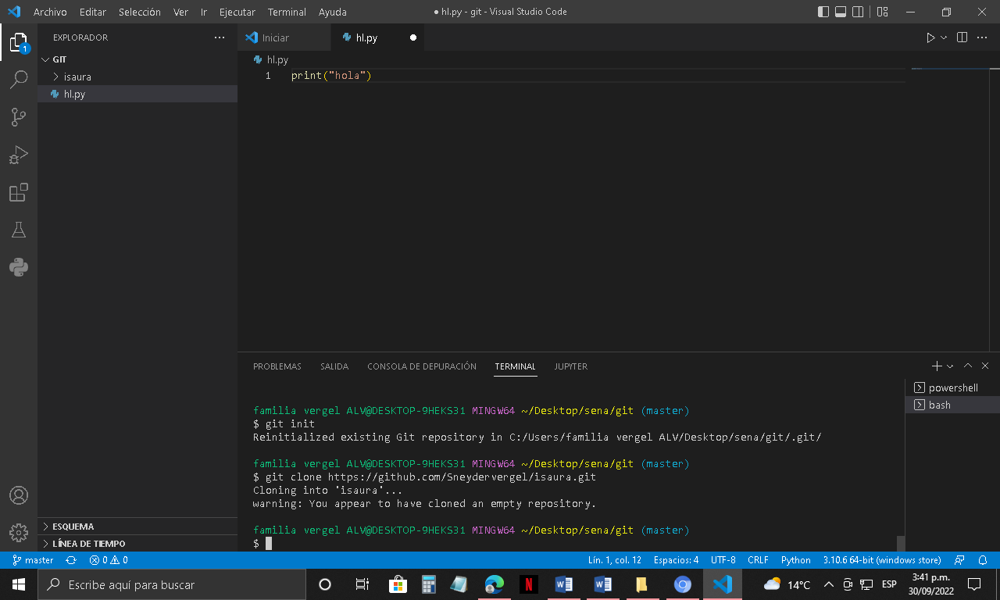 Archivo Editar Selección Ver Ir Ejecutar Terminal Ayuda ● hl.py - git - Visual Studio Code
EXPLORADOR ···
Iniciar hl.py
1
GIT
hl.py
isaura
1 print("hola")
hl.py
PROBLEMAS SALIDA CONSOLA DE DEPURACIÓN TERMINAL JUPYTER
powershell
bash
familia vergel ALV@DESKTOP-9HEKS31 MINGW64 ~/Desktop/sena/git (master)
$ git init
Reinitialized existing Git repository in C:/Users/familia vergel ALV/Desktop/sena/git/.git/
familia vergel ALV@DESKTOP-9HEKS31 MINGW64 ~/Desktop/sena/git (master)
$ git clone https://github.com/Sneydervergel/isaura.git
Cloning into 'isaura'...
warning: You appear to have cloned an empty repository.
familia vergel ALV@DESKTOP-9HEKS31 MINGW64 ~/Desktop/sena/git (master)
$
ESQUEMA
LÍNEA DE TIEMPO
master 0 0 Lín. 1, col. 12 Espacios: 4 UTF-8 CRLF Python 3.10.6 64-bit (windows store)
Escribe aquí para buscar
N W W 14°C ESP
3:41 p.m.
30/09/2022